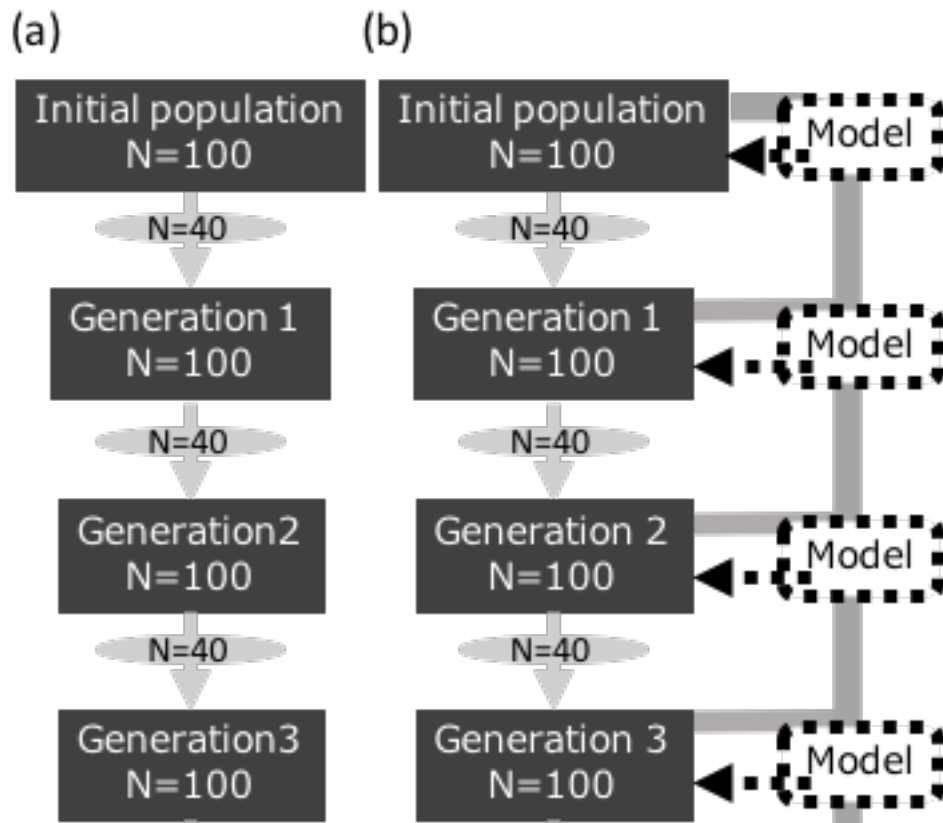 (a)
Initial population
N=100
N=40
Generation 1
N=100
N=40
Generation2
N=100
N=40
Generation3
N=100
(b)
Initial population
N=100
Model
N=40
Generation 1
N=100
Model
N=40
Generation 2
N=100
Model
N=40
Generation 3
N=100
Model